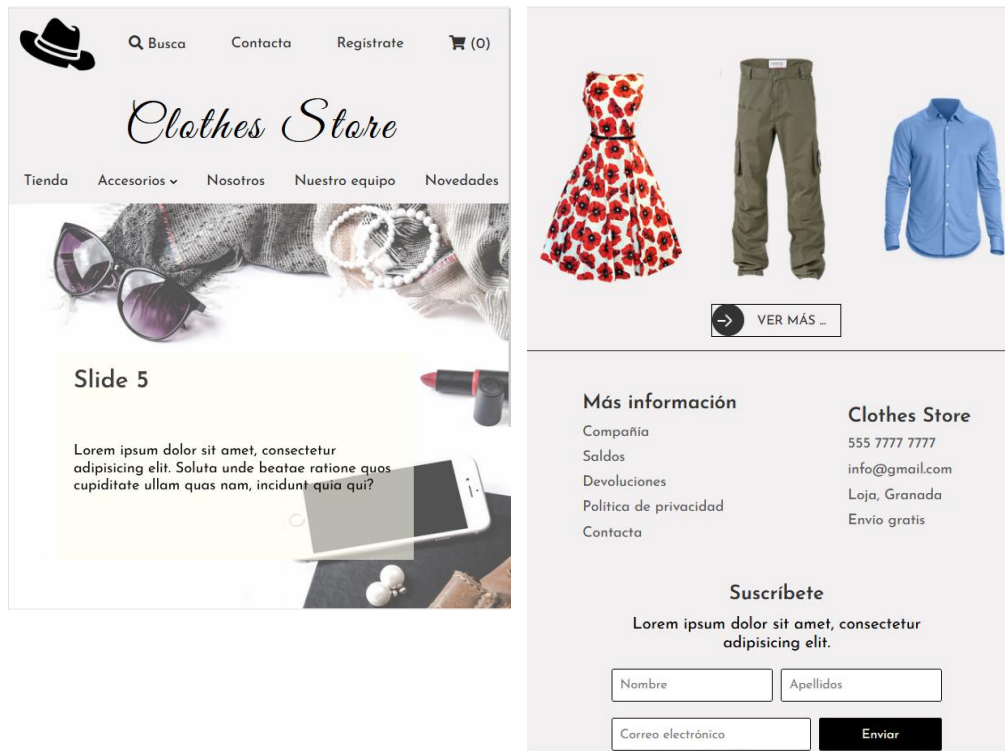 Busca
Contacta
Regístrate
(0)
Clothes Store
Tienda
Accesorios
Nosotros
Nuestro equipo
Novedades
Slide 5
Lorem ipsum dolor sit amet, consectetur
adipisicing elit. Soluta unde beatae ratione quos
cupiditate ullam quas nam, incidunt quia qui?
VER MÁS ...
Más información
Compañía
Saldos
Devoluciones
Política de privacidad
Contacta
Clothes Store
555 7777 7777
info@gmail.com
Loja, Granada
Envío gratis
Suscríbete
Lorem ipsum dolor sit amet, consectetur
adipisicing elit.
Nombre
Apellidos
Correo electrónico
Enviar